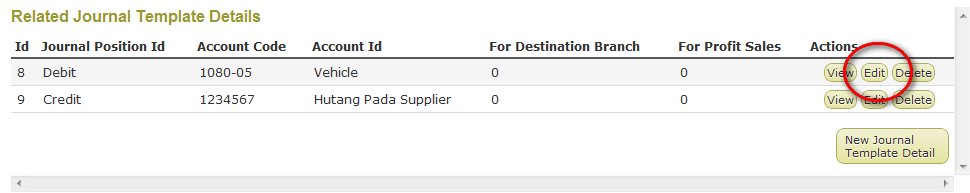 Related Journal Template Details
Id Journal Position Id Account Code Account Id For Destination Branch For Profit Sales Actions
8 Debit 1080-05 Vehicle 0 0 View Edit Delete
9 Credit 1234567 Hutang Pada Supplier 0 0 View Edit Delete
New Journal
Template Detail